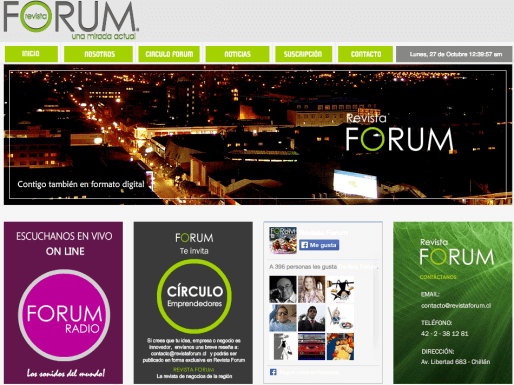 FORUM
revista
una mirada actual
INICIO
NOSOTROS
CIRCULO FORUM
NOTICIAS
SUSCRIPCIÓN
CONTACTO
Lunes, 27 de Octubre 12:39:57 am
Revista
FORUM
Contigo también en formato digital
ESCUCHANOS EN VIVO
ON LINE
FORUM
RADIO
Los sonidos del mundo!
FORUM
Te invita
CÍRCULO
Emprendedores
Si crees que tu idea, empresa o negocio es
innovador, envíanos una breve reseña a:
contacto@revistaforum.cl y podrás ser
publicado en forma exclusiva en Revista Forum
REVISTA FORUM
La revista de negocios de la región
FORUM
Revista Forum
Me gusta
A 396 personas les gusta
Revista
FORUM
CONTÁCTANOS:
EMAIL:
contacto@revistaforum.cl
TELÉFONO:
42 - 2 - 38 12 81
DIRECCIÓN:
Av. Libertad 683 - Chillán